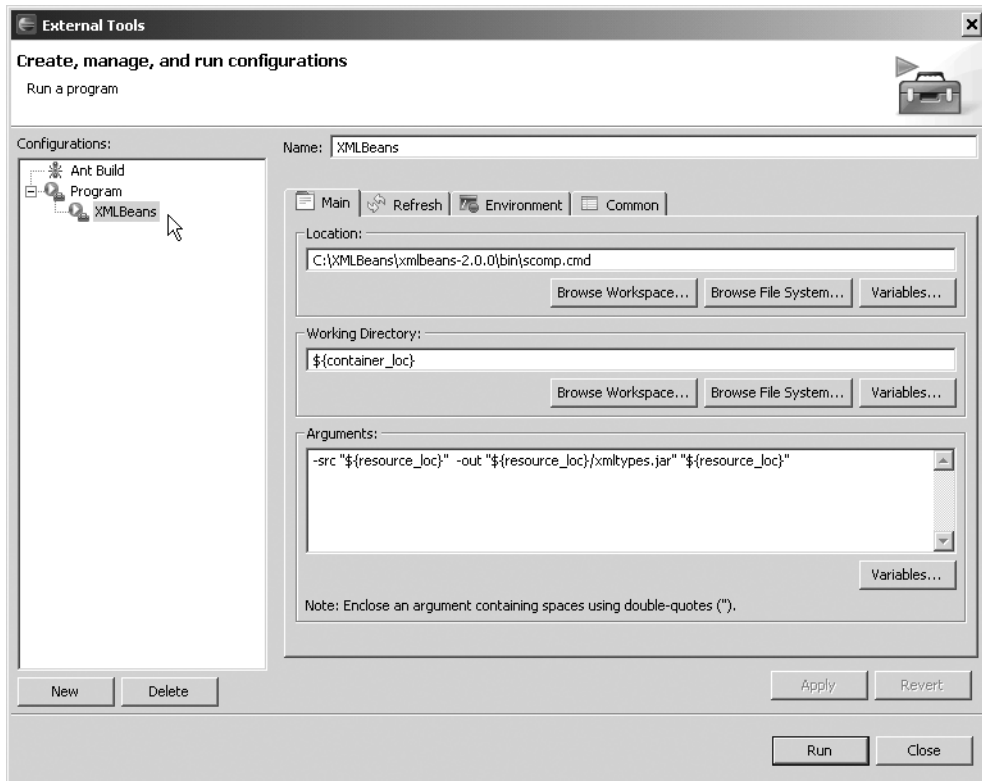 External Tools
Create, manage, and run configurations
Run a program
Configurations:
Ant Build
Program
XMLBeans
New
Delete
Name:
XMLBeans
Main
Refresh
Environment
Common
Location:
C:\XMLBeans\xmlbeans-2.0.0\bin\scomp.cmd
Browse Workspace... Browse File System... Variables...
Working Directory:
${container_loc}
Browse Workspace... Browse File System... Variables...
Arguments:
-src "${resource_loc}"  -out "${resource_loc}/xmltypes.jar" "${resource_loc}"
Variables...
Note: Enclose an argument containing spaces using double-quotes (").
Apply
Revert
Run
Close